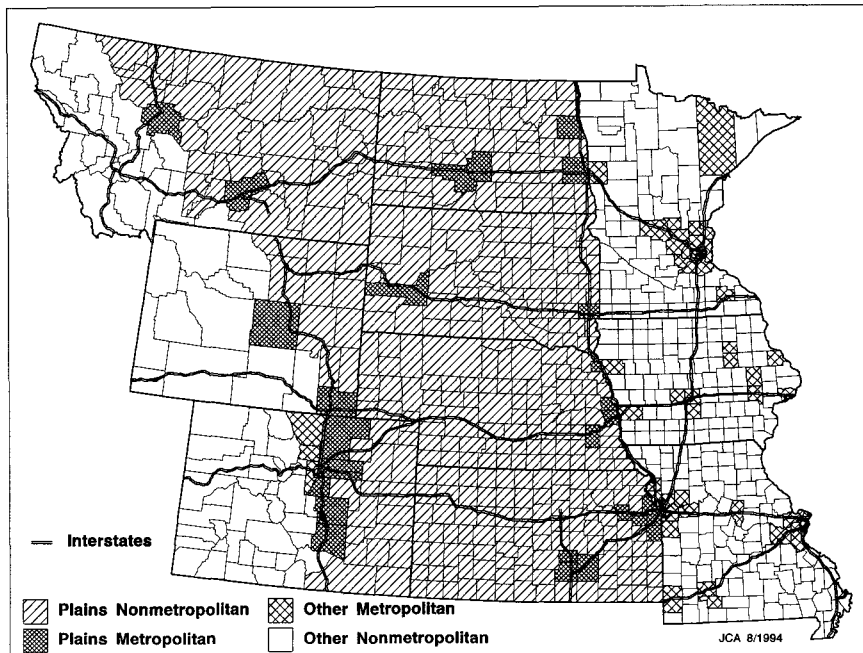 Interstates
Plains Nonmetropolitan
Other Metropolitan
Plains Metropolitan
Other Nonmetropolitan
JCA 8/1994